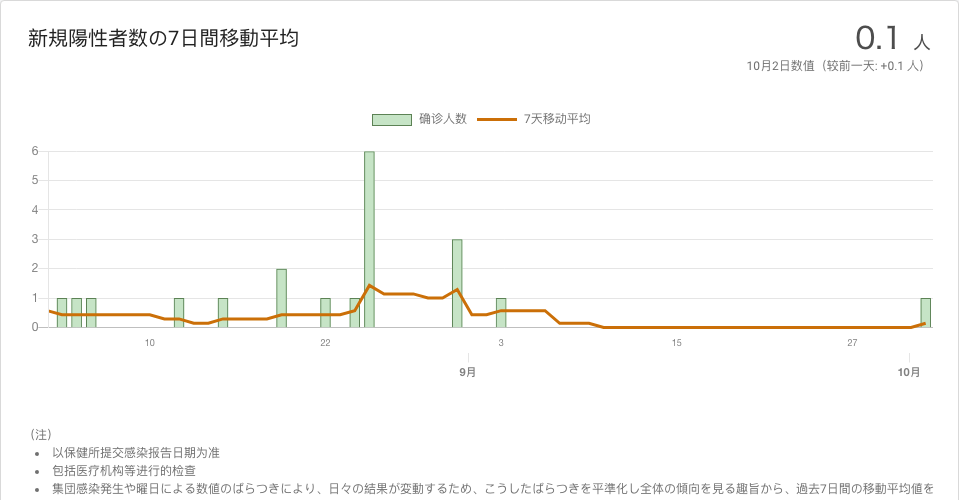 新規陽性者数の7日間移動平均
0.1 人
10月2日数值（较前一天: +0.1 人）
确诊人数 7天移动平均
6
5
4
3
2
1
0
10 22 3 15 27
9月 10月
（注）
• 以保健所提交感染报告日期为准
• 包括医疗机构等进行的检查
• 集団感染発生や曜日による数値のばらつきにより、日々の結果が変動するため、こうしたばらつきを平準化し全体の傾向を見る趣旨から、過去7日間の移動平均値を